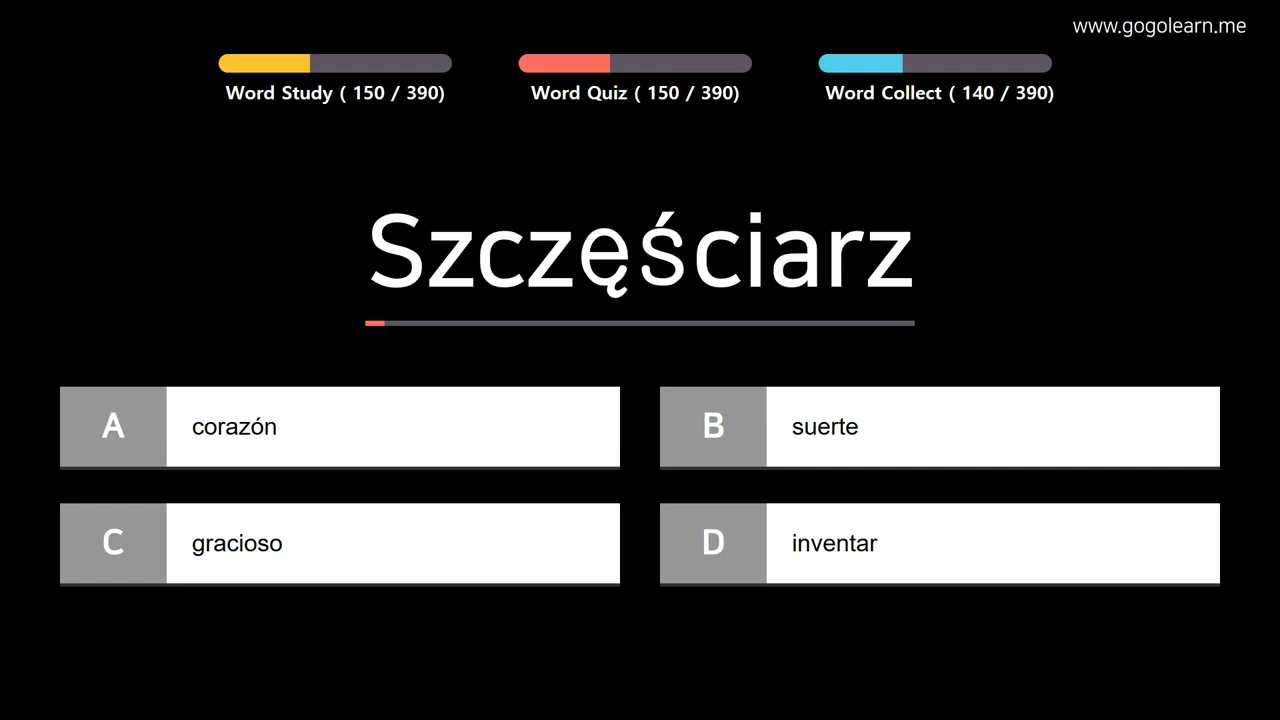 www.gogolearn.me
Word Study ( 150 / 390)
Word Quiz ( 150 / 390)
Word Collect ( 140 / 390)
Szczęściarz
A corazón
B suerte
C gracioso
D inventar